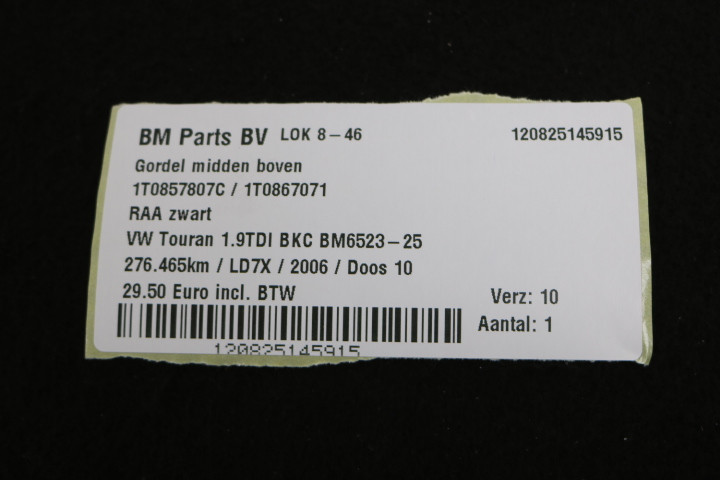 BM Parts BV LOK 8-46 120825145915
Gordel midden boven
1T0857807C / 1T0867071
RAA zwart
VW Touran 1.9TDI BKC BM6523-25
276.465km / LD7X / 2006 / Doos 10
29.50 Euro incl. BTW Verz: 10
Aantal: 1
120825145915